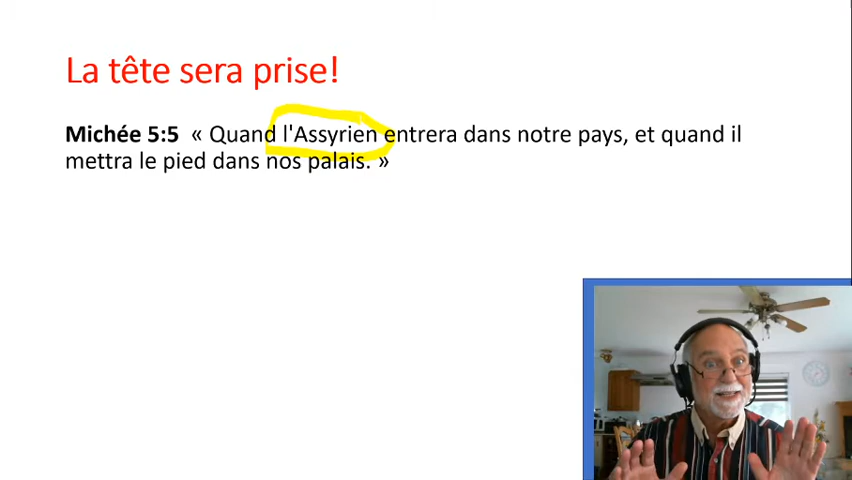 La tête sera prise!
Michée 5:5 « Quand l'Assyrien entrera dans notre pays, et quand il
mettra le pied dans nos palais. »